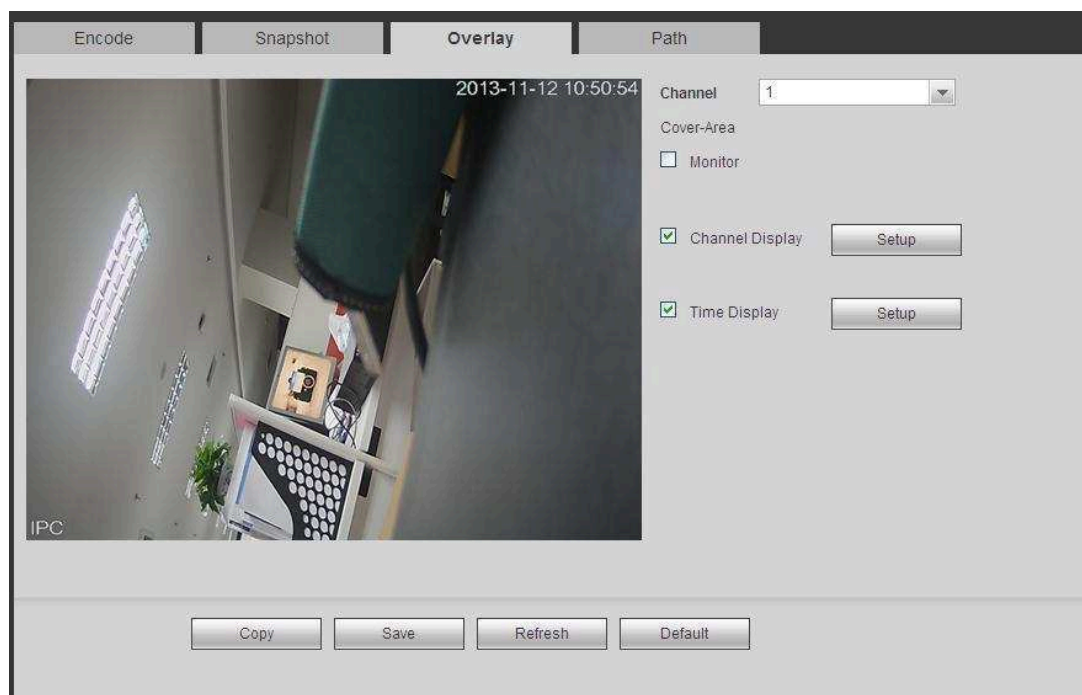 Encode Snapshot Overlay Path
2013-11-12 10:50:54
Channel 1
Cover-Area
Monitor
Channel Display Setup
Time Display Setup
IPC
Copy Save Refresh Default